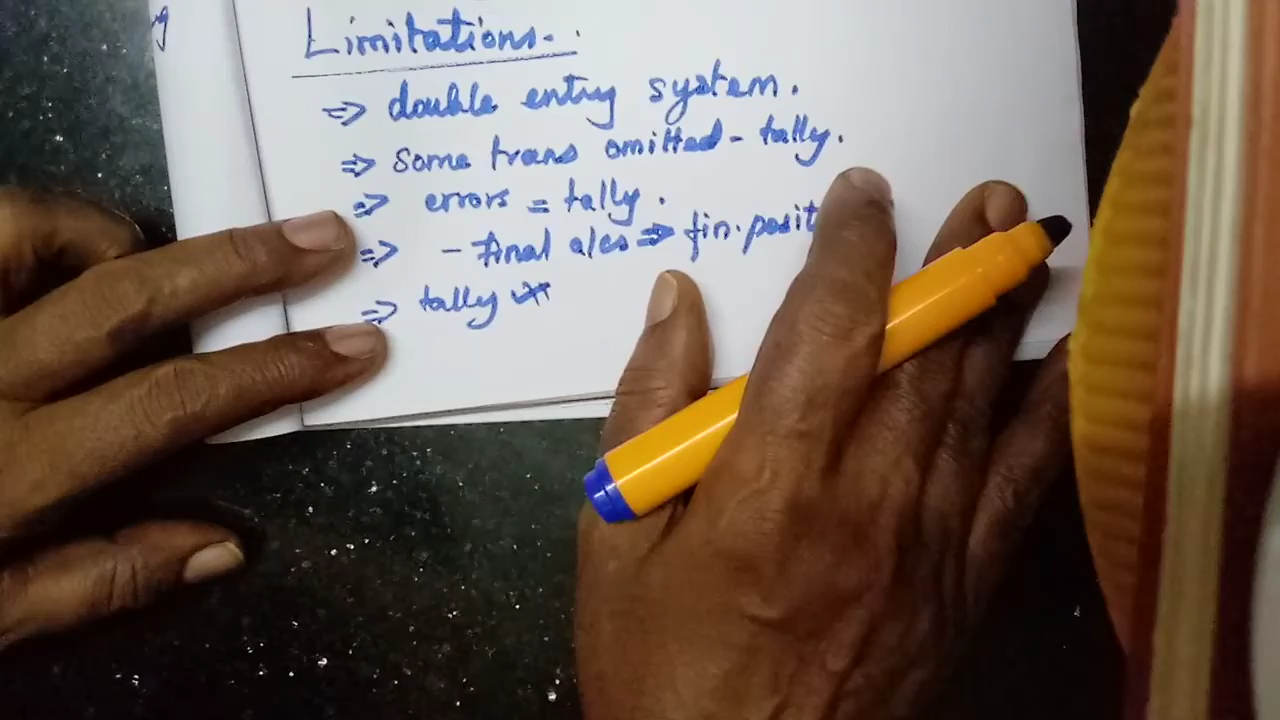 Limitations.
⇒ double entry system.
⇒ some trans omitted - tally.
⇒ errors = tally.
⇒ - final a/cs ⇒ fin. posit
⇒ tally